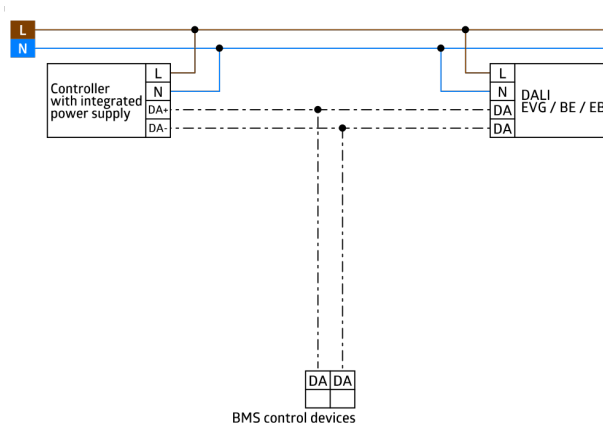 L
N
Controller
with integrated
power supply
L
N
DA+
DA-
L
N
DA
DA
DALI
EVG / BE / EB
DA DA
BMS control devices